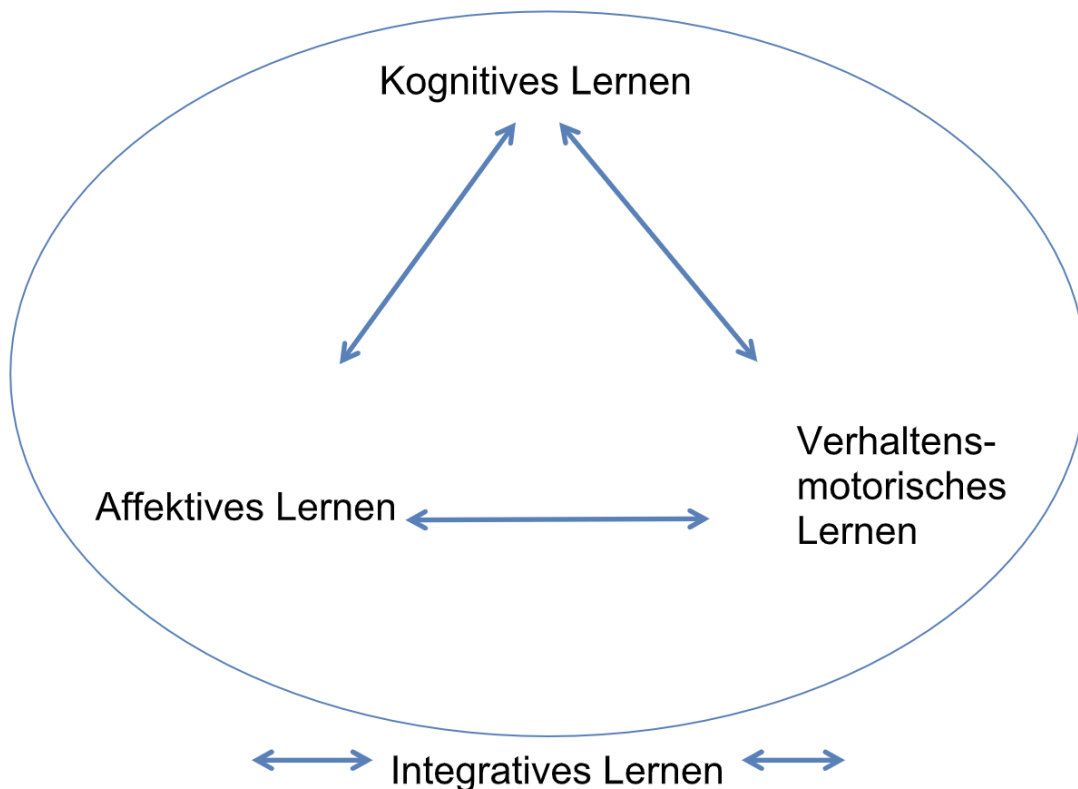 Kognitives Lernen
Affektives Lernen
Verhaltens-
motorisches
Lernen
Integratives Lernen